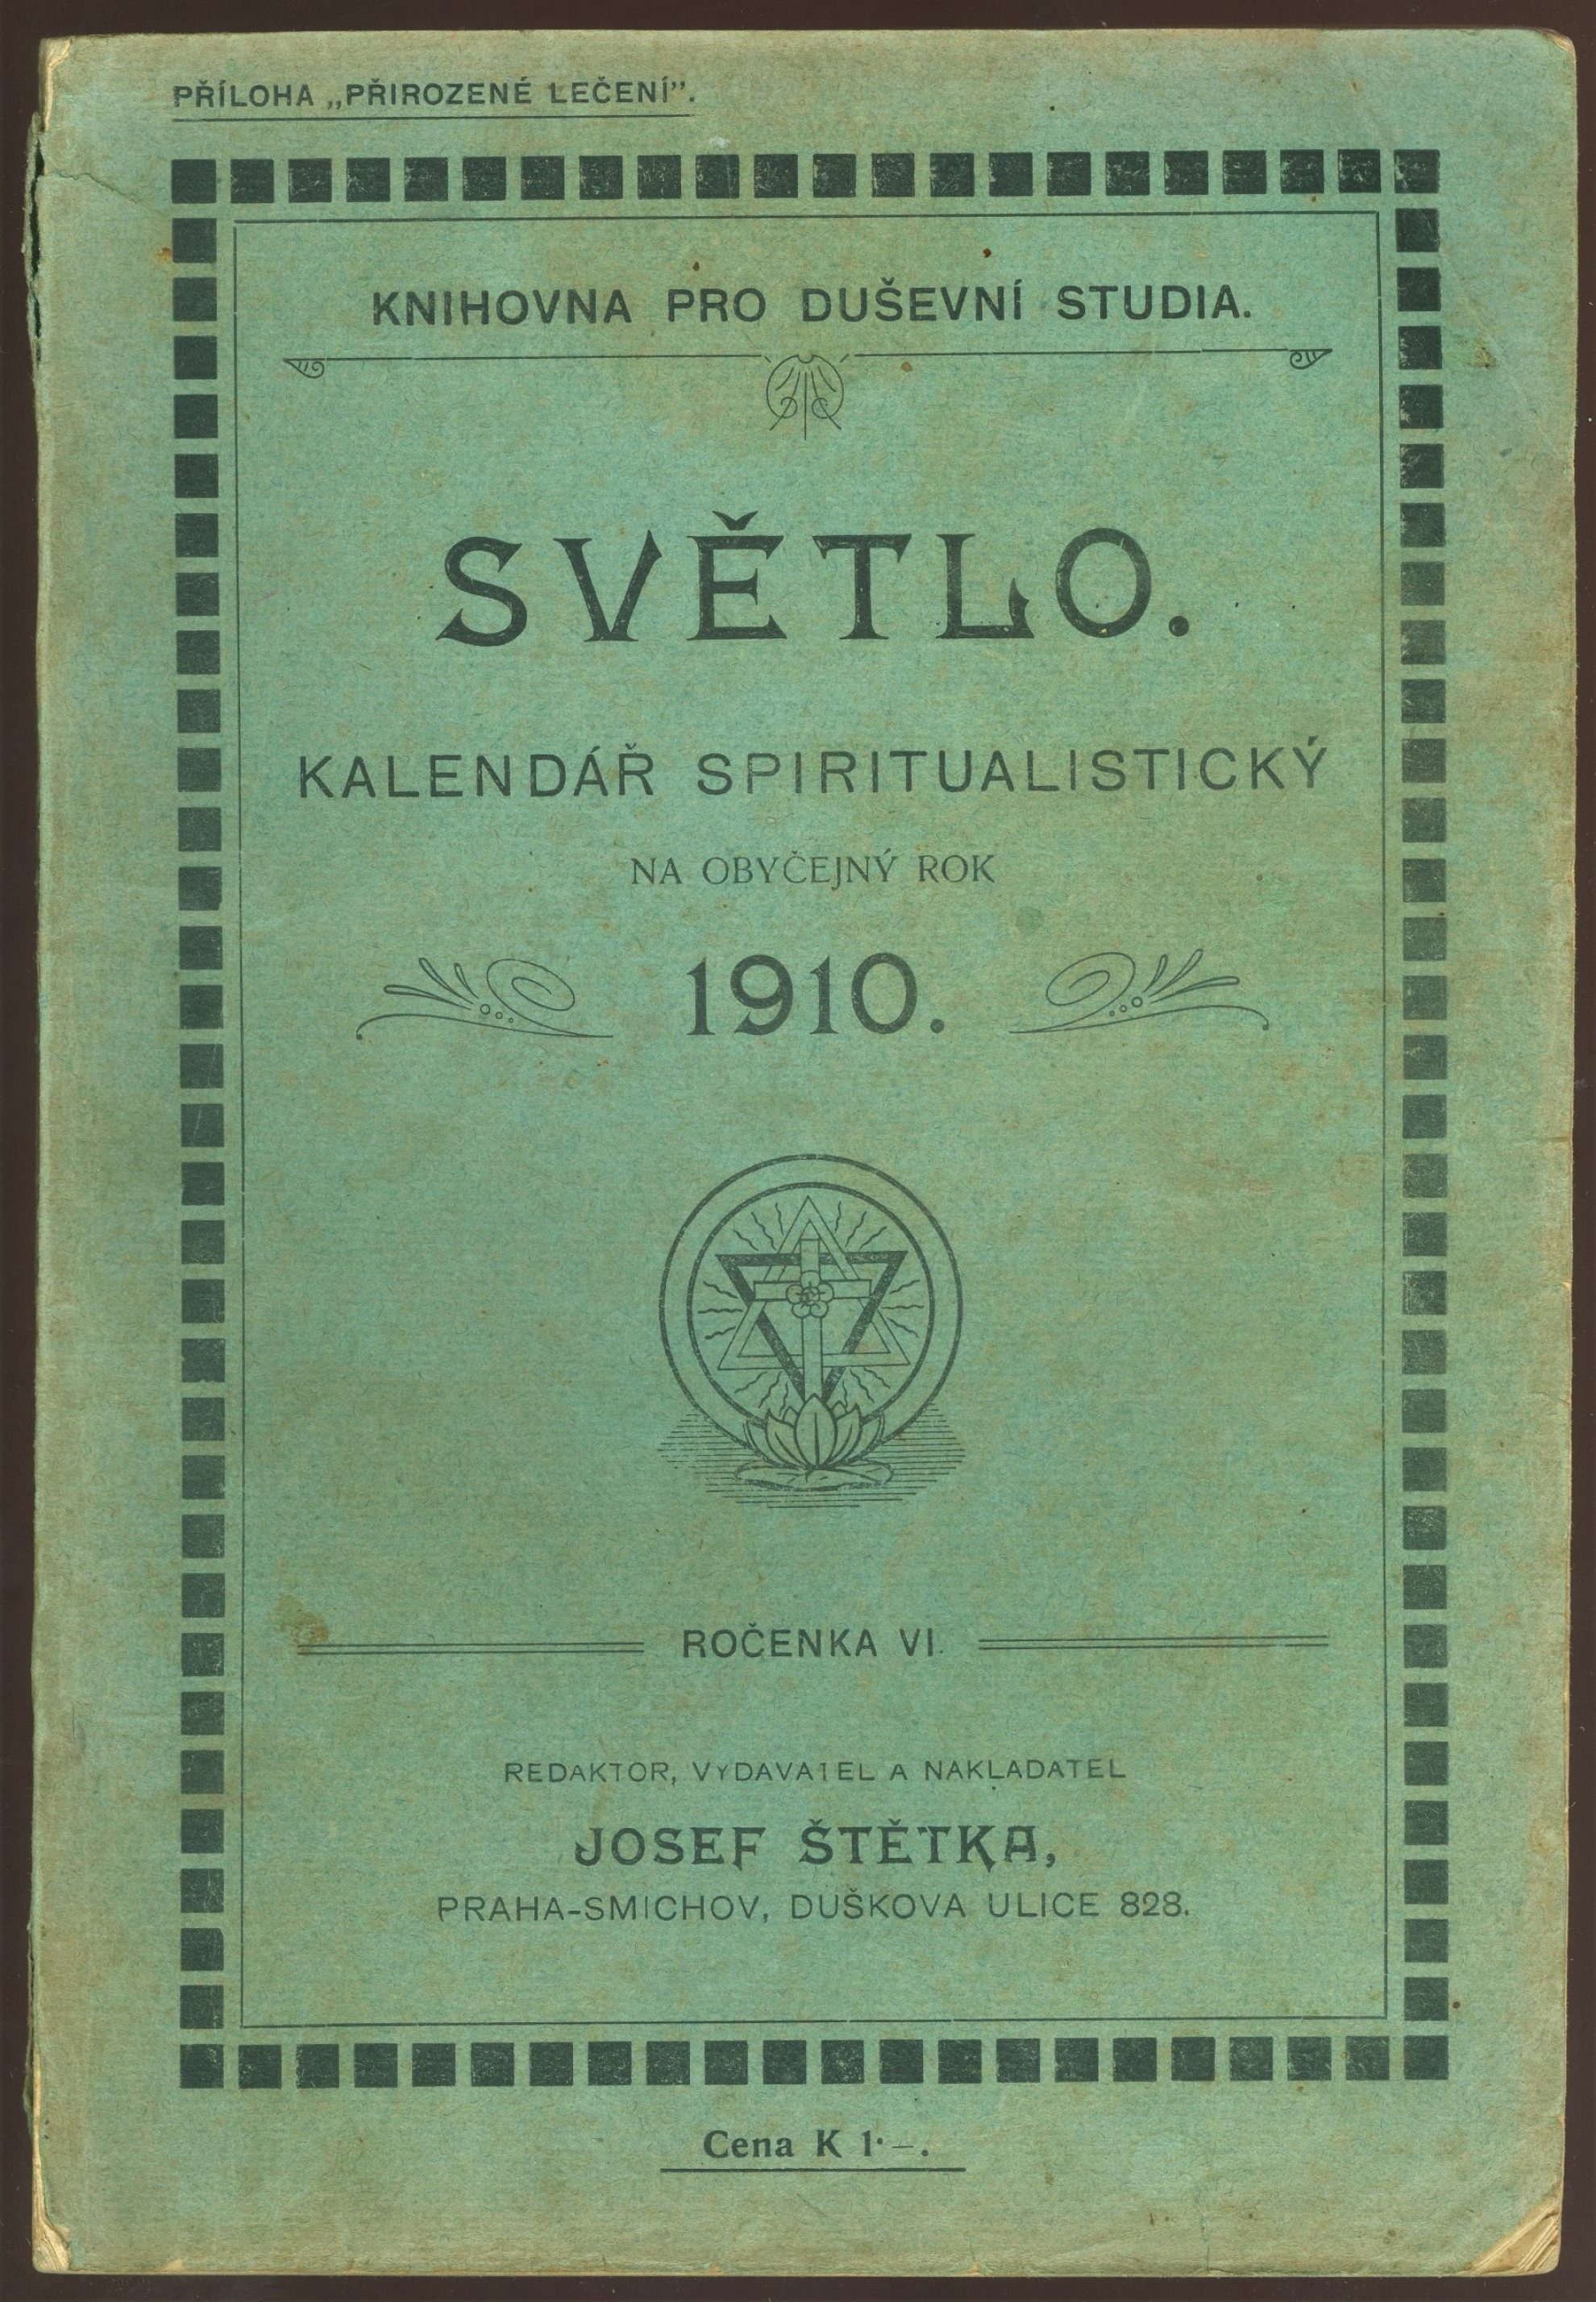 PŘÍLOHA „PŘIROZENÉ LEČENÍ”.
KNIHOVNA PRO DUŠEVNÍ STUDIA.
SVĚTLO.
KALENDÁŘ SPIRITUALISTICKÝ
NA OBYČEJNÝ ROK
1910.
ROČENKA VI.
REDAKTOR, VYDAVATEL A NAKLADATEL
JOSEF ŠTĚTKA,
PRAHA-SMICHOV, DUŠKOVA ULICE 828.
Cena K 1·–.